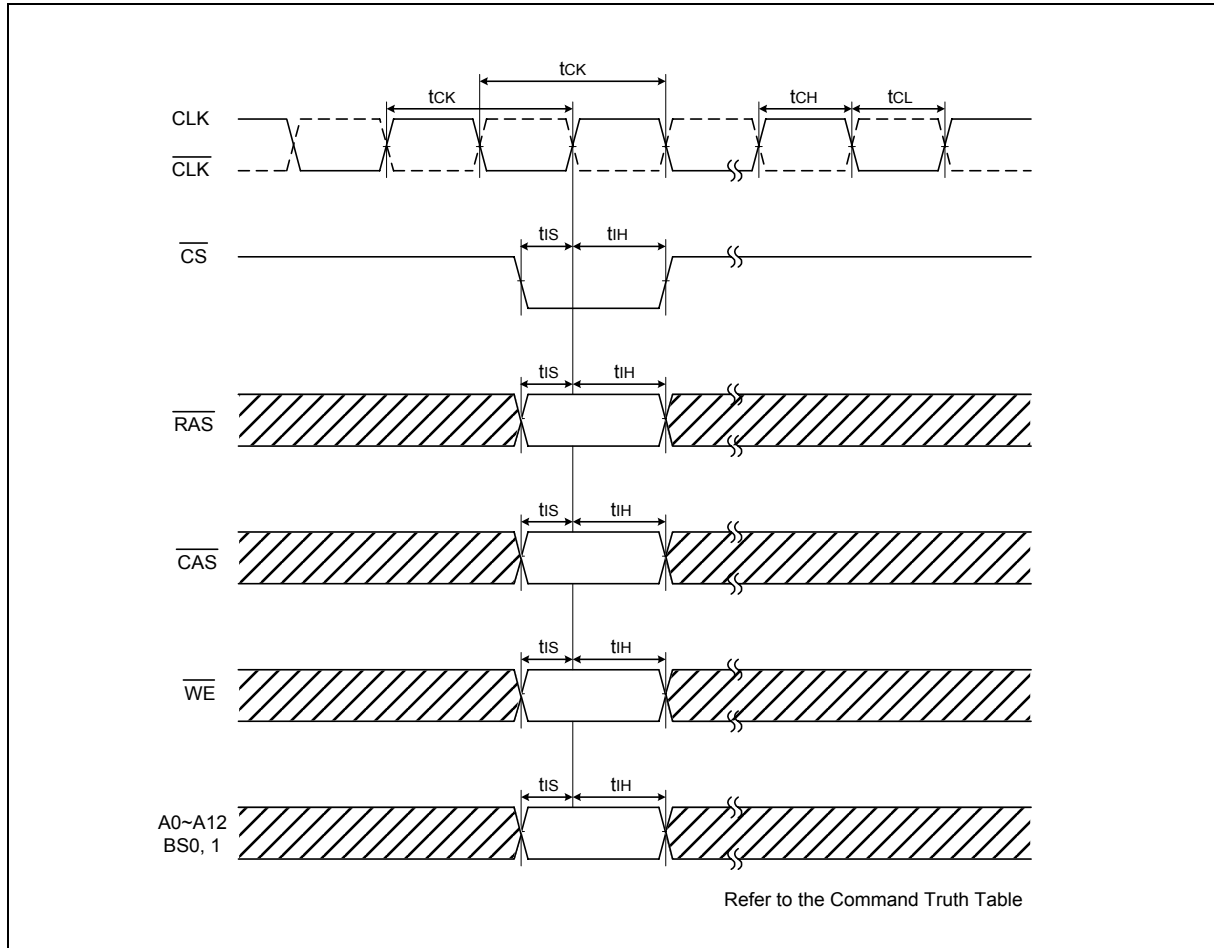 tCK
tCK tCH tCL
CLK
CLK
tIS tIH
CS
tIS tIH
RAS
tIS tIH
CAS
tIS tIH
WE
tIS tIH
A0~A12
BS0, 1
Refer to the Command Truth Table